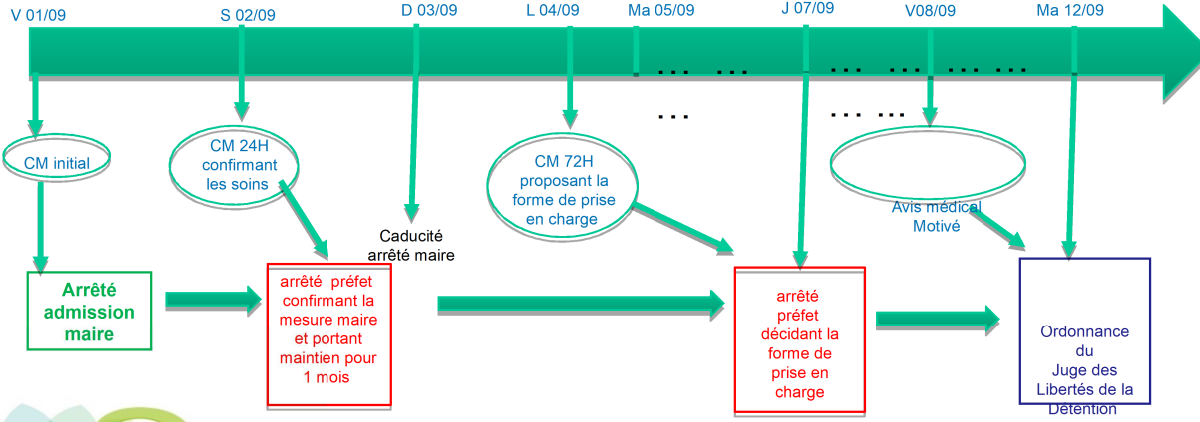 V 01/09
S 02/09
D 03/09
L 04/09
Ma 05/09
J 07/09
V08/09
Ma 12/09
... ...
... ... ... ...
...
... ...
CM initial
CM 24H
confirmant
les soins
CM 72H
proposant la
forme de prise
en charge
Avis médical
Motivé
Caducité
arrêté maire
Arrêté
admission
maire
arrêté préfet
confirmant la
mesure maire
et portant
maintien pour
1 mois
arrêté
préfet
décidant la
forme de
prise en
charge
Ordonnance
du
Juge des
Libertés de la
Détention